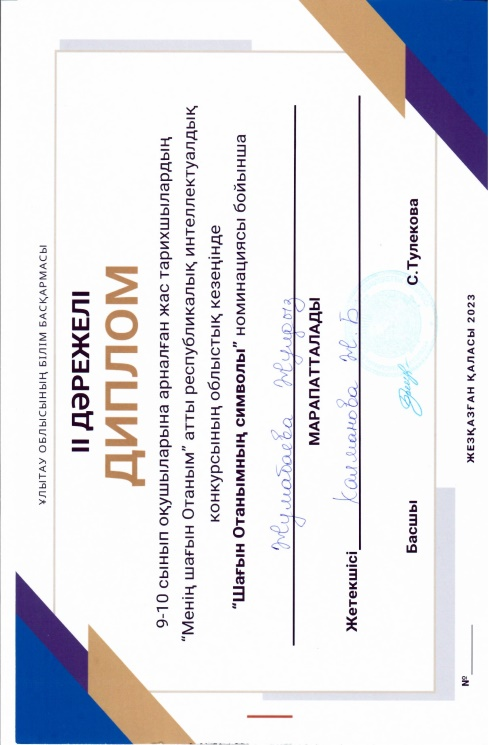 ҰЛЫТАУ ОБЛЫСЫНЫҢ БІЛІМ БАСҚАРМАСЫ
II ДӘРЕЖЕЛІ
ДИПЛОМ
9-10 сынып оқушыларына арналған жас тарихшылардың
“Менің шағын Отаным” атты республикалық интеллектуалдық
конкурсының облыстық кезеңінде
“Шағын Отанымның символы” номинациясы бойынша
Жумабаева Жулдыз
МАРАПАТТАЛАДЫ
Жетекшісі Калманова Ж.Б
Басшы С.Тулекова
№
ЖЕЗҚАЗҒАН ҚАЛАСЫ 2023